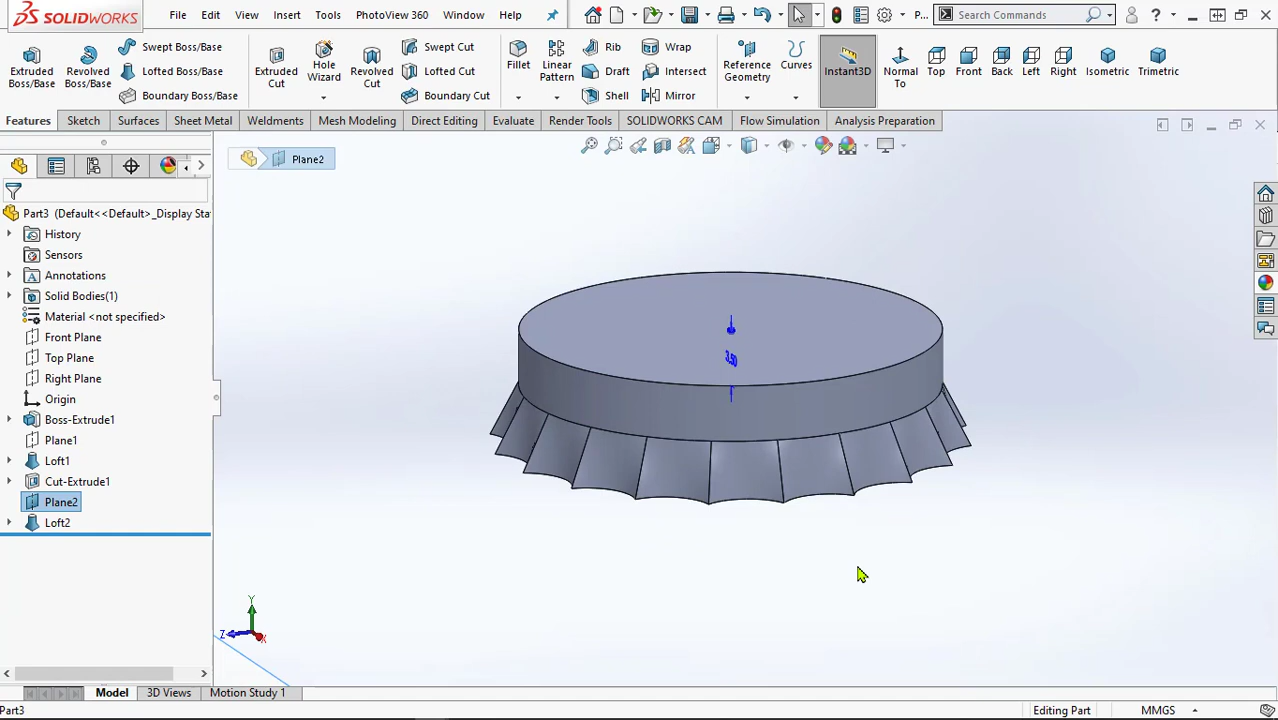 SOLIDWORKS File Edit View Insert Tools PhotoView 360 Window Help P... Search Commands ?
Extruded Boss/Base Revolved Boss/Base Swept Boss/Base Lofted Boss/Base Boundary Boss/Base Extruded Cut Hole Wizard Revolved Cut Swept Cut Lofted Cut Boundary Cut Fillet Linear Pattern Rib Draft Shell Wrap Intersect Mirror Reference Geometry Curves Instant3D Normal To Top Front Back Left Right Isometric Trimetric
Features Sketch Surfaces Sheet Metal Weldments Mesh Modeling Direct Editing Evaluate Render Tools SOLIDWORKS CAM Flow Simulation Analysis Preparation
Plane2
Part3 (Default<<Default>_Display Sta
History
Sensors
Annotations
Solid Bodies(1)
Material <not specified>
Front Plane
Top Plane
Right Plane
Origin
Boss-Extrude1
Plane1
Loft1
Cut-Extrude1
Plane2
Loft2
3.50
Y
Z X
Model 3D Views Motion Study 1
Part3 Editing Part MMGS